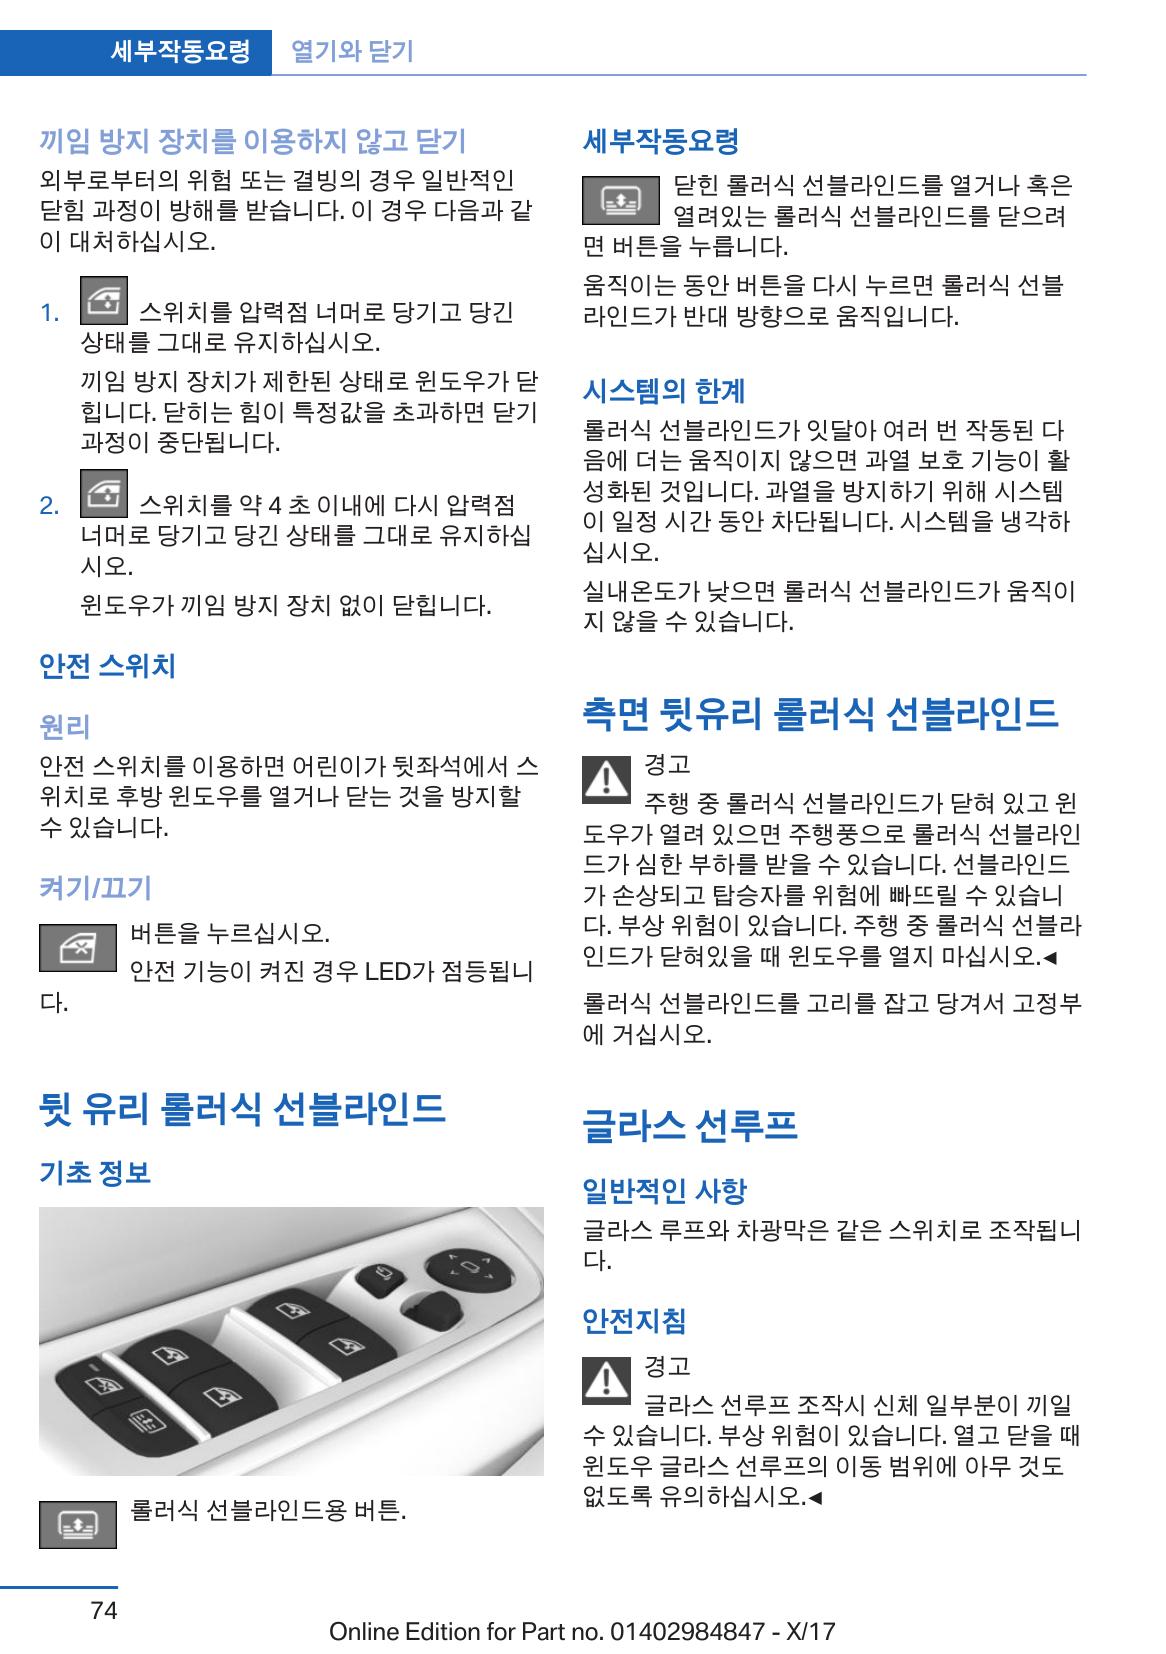 세부작동요령 열기와 닫기
끼임 방지 장치를 이용하지 않고 닫기
외부로부터의 위험 또는 결빙의 경우 일반적인
닫힘 과정이 방해를 받습니다. 이 경우 다음과 같
이 대처하십시오.
1. 스위치를 압력점 너머로 당기고 당긴
상태를 그대로 유지하십시오.
끼임 방지 장치가 제한된 상태로 윈도우가 닫
힙니다. 닫히는 힘이 특정값을 초과하면 닫기
과정이 중단됩니다.
2. 스위치를 약 4 초 이내에 다시 압력점
너머로 당기고 당긴 상태를 그대로 유지하십
시오.
윈도우가 끼임 방지 장치 없이 닫힙니다.
안전 스위치
원리
안전 스위치를 이용하면 어린이가 뒷좌석에서 스
위치로 후방 윈도우를 열거나 닫는 것을 방지할
수 있습니다.
켜기/끄기
버튼을 누르십시오.
안전 기능이 켜진 경우 LED가 점등됩니
다.
뒷 유리 롤러식 선블라인드
기초 정보
롤러식 선블라인드용 버튼.
세부작동요령
닫힌 롤러식 선블라인드를 열거나 혹은
열려있는 롤러식 선블라인드를 닫으려
면 버튼을 누릅니다.
움직이는 동안 버튼을 다시 누르면 롤러식 선블
라인드가 반대 방향으로 움직입니다.
시스템의 한계
롤러식 선블라인드가 잇달아 여러 번 작동된 다
음에 더는 움직이지 않으면 과열 보호 기능이 활
성화된 것입니다. 과열을 방지하기 위해 시스템
이 일정 시간 동안 차단됩니다. 시스템을 냉각하
십시오.
실내온도가 낮으면 롤러식 선블라인드가 움직이
지 않을 수 있습니다.
측면 뒷유리 롤러식 선블라인드
경고
주행 중 롤러식 선블라인드가 닫혀 있고 윈
도우가 열려 있으면 주행풍으로 롤러식 선블라인
드가 심한 부하를 받을 수 있습니다. 선블라인드
가 손상되고 탑승자를 위험에 빠뜨릴 수 있습니
다. 부상 위험이 있습니다. 주행 중 롤러식 선블라
인드가 닫혀있을 때 윈도우를 열지 마십시오.◄
롤러식 선블라인드를 고리를 잡고 당겨서 고정부
에 거십시오.
글라스 선루프
일반적인 사항
글라스 루프와 차광막은 같은 스위치로 조작됩니
다.
안전지침
경고
글라스 선루프 조작시 신체 일부분이 끼일
수 있습니다. 부상 위험이 있습니다. 열고 닫을 때
윈도우 글라스 선루프의 이동 범위에 아무 것도
없도록 유의하십시오.◄
74
Online Edition for Part no. 01402984847 - X/17